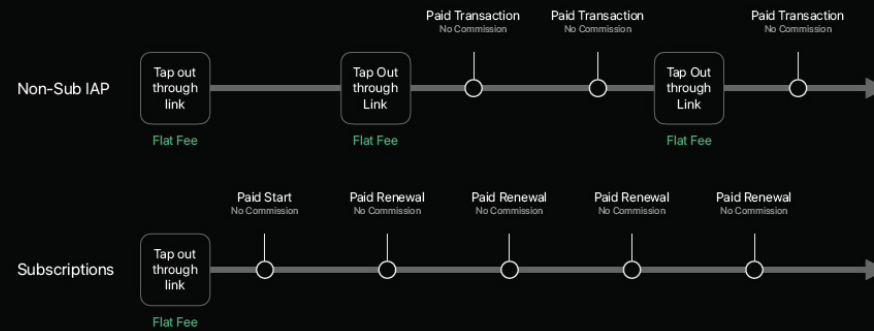 Paid Transaction
No Commission
Paid Transaction
No Commission
Paid Transaction
No Commission
Non-Sub IAP
Tap out
through
link
Tap Out
through
Link
Tap Out
through
Link
Flat Fee
Flat Fee
Flat Fee
Paid Start
No Commission
Paid Renewal
No Commission
Paid Renewal
No Commission
Paid Renewal
No Commission
Paid Renewal
No Commission
Subscriptions
Tap out
through
link
Flat Fee